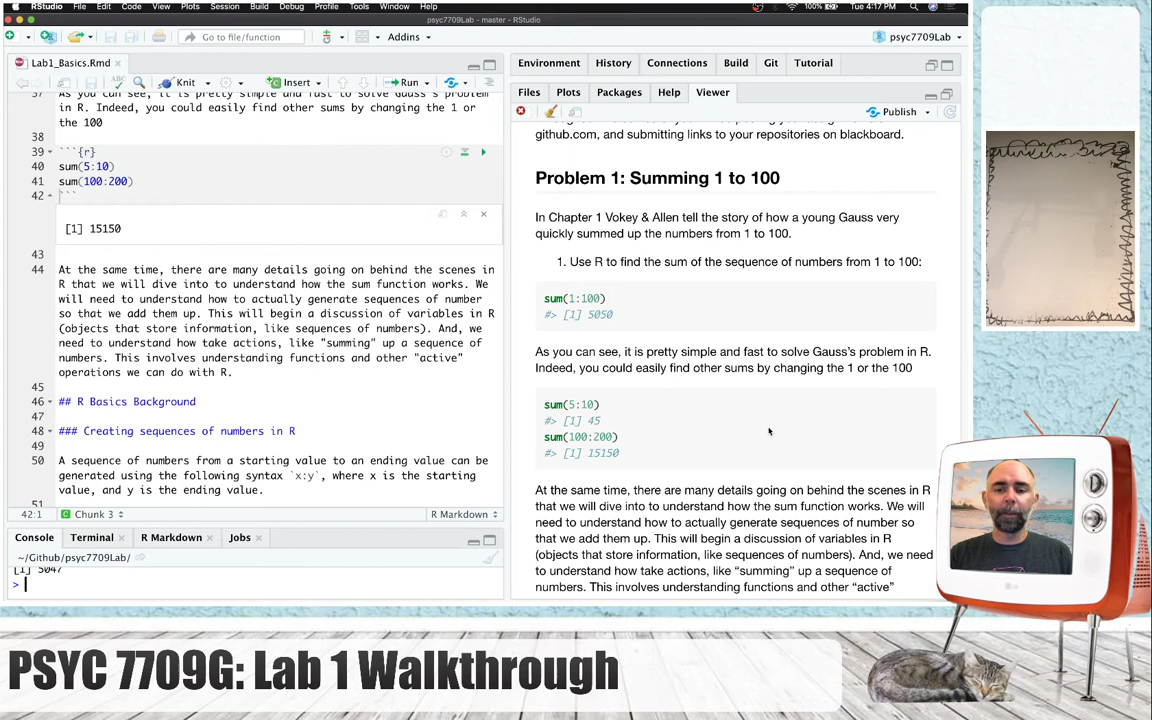 RStudio File Edit Code View Plots Session Build Debug Profile Tools Window Help
100% Tue 4:17 PM
psyc7709Lab - master - RStudio
Go to file/function
Addins
psyc7709Lab
Lab1_Basics.Rmd
Knit
Insert
Run
37 As you can see, it is pretty simple and fast to solve Gauss's problem
in R. Indeed, you could easily find other sums by changing the 1 or
the 100
38
39 ```{r}
40 sum(5:10)
41 sum(100:200)
42 ```
[1] 15150
43
44 At the same time, there are many details going on behind the scenes in
R that we will dive into to understand how the sum function works. We
will need to understand how to actually generate sequences of number
so that we add them up. This will begin a discussion of variables in R
(objects that store information, like sequences of numbers). And, we
need to understand how take actions, like "summing" up a sequence of
numbers. This involves understanding functions and other "active"
operations we can do with R.
45
46 ## R Basics Background
47
48 ### Creating sequences of numbers in R
49
50 A sequence of numbers from a starting value to an ending value can be
generated using the following syntax `x:y`, where x is the starting
value, and y is the ending value.
51
42:1 Chunk 3 R Markdown
Console Terminal R Markdown Jobs
~/Github/psyc7709Lab/
[1] 5047
>
Environment History Connections Build Git Tutorial
Files Plots Packages Help Viewer
Publish
github.com, and submitting links to your repositories on blackboard.
Problem 1: Summing 1 to 100
In Chapter 1 Vokey & Allen tell the story of how a young Gauss very
quickly summed up the numbers from 1 to 100.
1. Use R to find the sum of the sequence of numbers from 1 to 100:
sum(1:100)
#> [1] 5050
As you can see, it is pretty simple and fast to solve Gauss's problem in R.
Indeed, you could easily find other sums by changing the 1 or the 100
sum(5:10)
#> [1] 45
sum(100:200)
#> [1] 15150
At the same time, there are many details going on behind the scenes in R
that we will dive into to understand how the sum function works. We will
need to understand how to actually generate sequences of number so
that we add them up. This will begin a discussion of variables in R
(objects that store information, like sequences of numbers). And, we need
to understand how take actions, like "summing" up a sequence of
numbers. This involves understanding functions and other "active"
LG
PSYC 7709G: Lab 1 Walkthrough